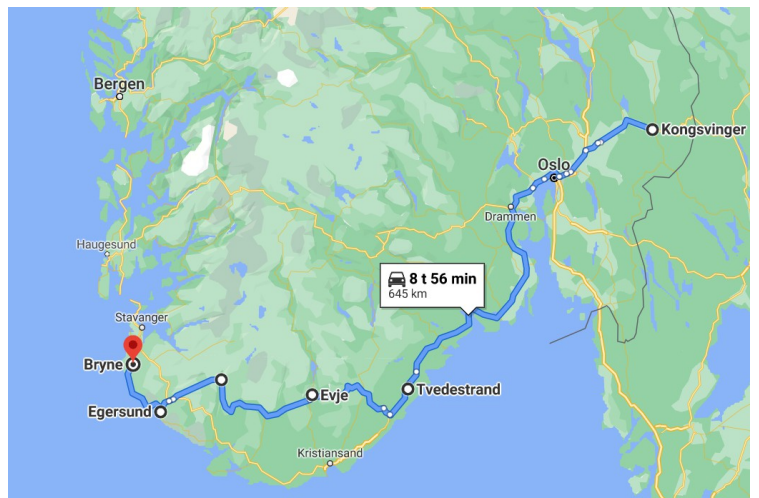 Bergen
Kongsvinger
Oslo
Drammen
Haugesund
8 t 56 min
645 km
Stavanger
Bryne
Tvedestrand
Evje
Egersund
Kristiansand